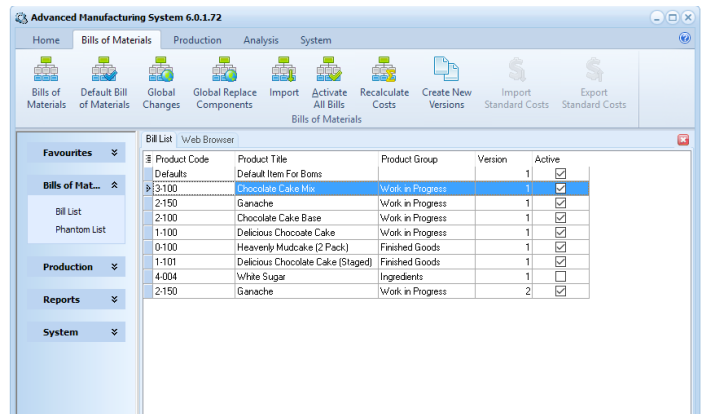 Advanced Manufacturing System 6.0.1.72
Home Bills of Materials Production Analysis System
Bills of Materials Default Bill of Materials Global Changes Global Replace Components Import Activate All Bills Recalculate Costs Create New Versions Import Standard Costs Export Standard Costs
Bills of Materials
Favourites
Bills of Mat...
Bill List
Phantom List
Production
Reports
System
Bill List Web Browser
Product Code Product Title Product Group Version Active
Defaults Default Item For Boms 1
3-100 Chocolate Cake Mix Work in Progress 1
2-150 Ganache Work in Progress 1
2-100 Chocolate Cake Base Work in Progress 1
1-100 Delicious Chocoate Cake Work in Progress 1
0-100 Heavenly Mudcake (2 Pack) Finished Goods 1
1-101 Delicious Chocolate Cake (Staged) Finished Goods 1
4-004 White Sugar Ingredients 1
2-150 Ganache Work in Progress 2